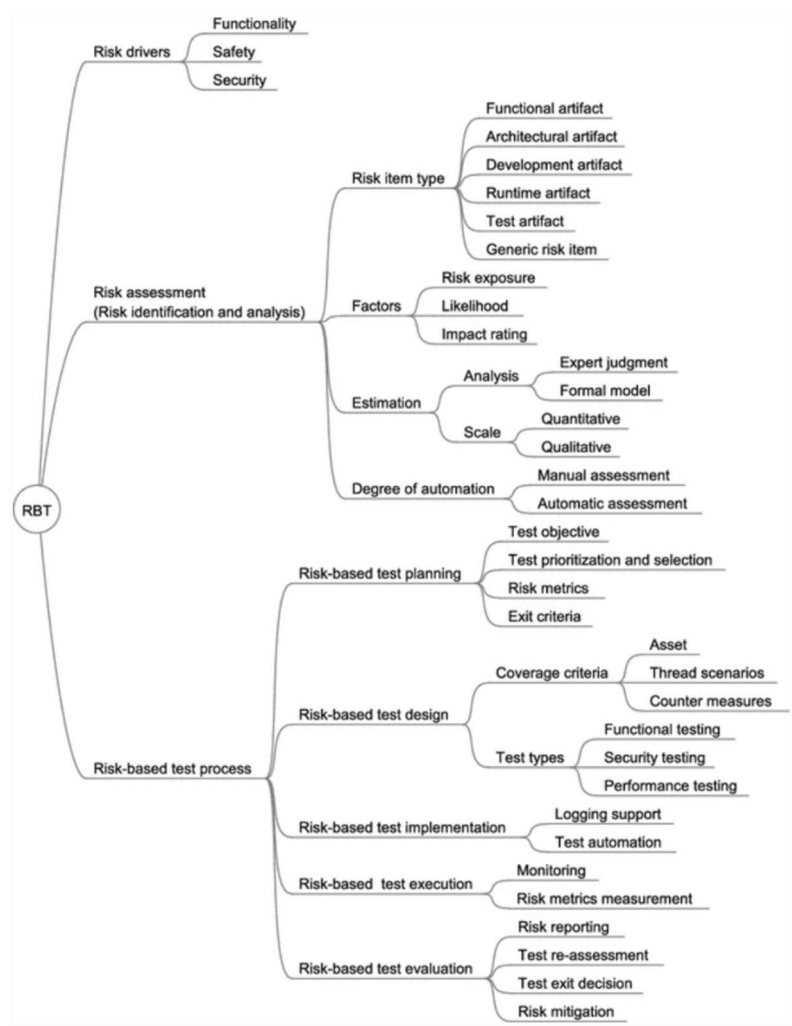 RBT
Risk drivers
Functionality
Safety
Security
Risk assessment
(Risk identification and analysis)
Risk item type
Functional artifact
Architectural artifact
Development artifact
Runtime artifact
Test artifact
Generic risk item
Factors
Risk exposure
Likelihood
Impact rating
Estimation
Analysis
Expert judgment
Formal model
Scale
Quantitative
Qualitative
Degree of automation
Manual assessment
Automatic assessment
Risk-based test process
Risk-based test planning
Test objective
Test prioritization and selection
Risk metrics
Exit criteria
Risk-based test design
Coverage criteria
Asset
Thread scenarios
Counter measures
Test types
Functional testing
Security testing
Performance testing
Risk-based test implementation
Logging support
Test automation
Risk-based test execution
Monitoring
Risk metrics measurement
Risk-based test evaluation
Risk reporting
Test re-assessment
Test exit decision
Risk mitigation